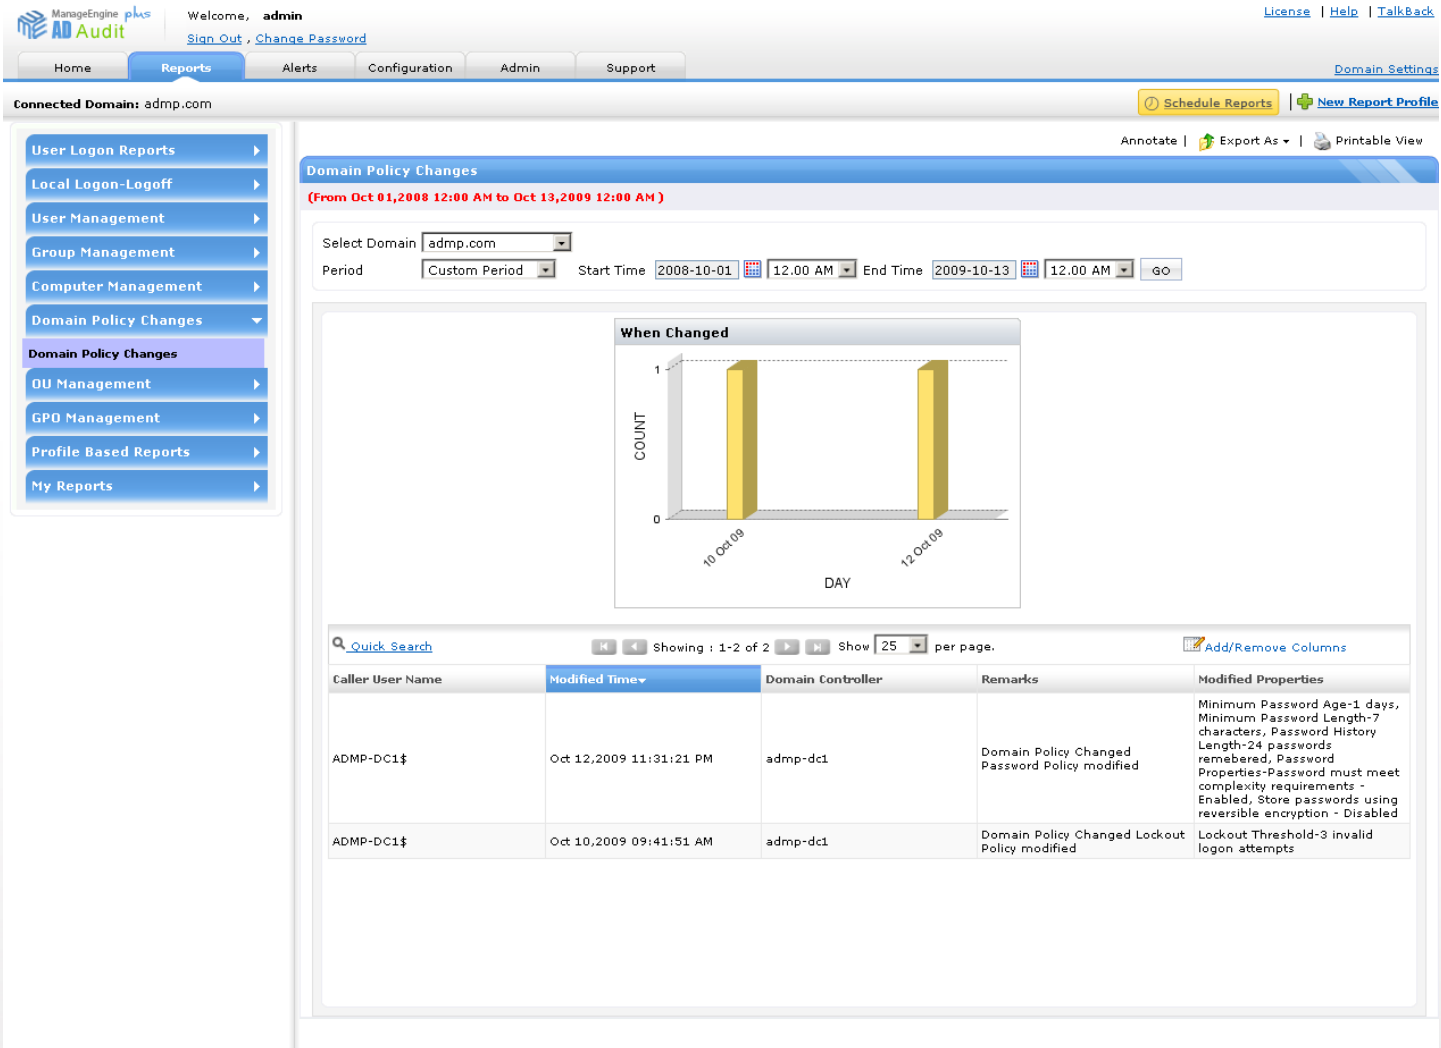 ManageEngine plus
AD Audit
Welcome, admin
Sign Out , Change Password
License | Help | TalkBack
Home Reports Alerts Configuration Admin Support
Domain Settings
Connected Domain: admp.com
Schedule Reports | New Report Profile
User Logon Reports
Local Logon-Logoff
User Management
Group Management
Computer Management
Domain Policy Changes
Domain Policy Changes
OU Management
GPO Management
Profile Based Reports
My Reports
Annotate | Export As | Printable View
Domain Policy Changes
(From Oct 01,2008 12:00 AM to Oct 13,2009 12:00 AM )
Select Domain admp.com
Period Custom Period Start Time 2008-10-01 12.00 AM End Time 2009-10-13 12.00 AM GO
When Changed
1
COUNT
0
10 Oct 09
12 Oct 09
DAY
Quick Search
Showing : 1-2 of 2 Show 25 per page.
Add/Remove Columns
Caller User Name Modified Time Domain Controller Remarks Modified Properties
ADMP-DC1$
Oct 12,2009 11:31:21 PM
admp-dc1
Domain Policy Changed
Password Policy modified
Minimum Password Age-1 days,
Minimum Password Length-7
characters, Password History
Length-24 passwords
remebered, Password
Properties-Password must meet
complexity requirements -
Enabled, Store passwords using
reversible encryption - Disabled
ADMP-DC1$
Oct 10,2009 09:41:51 AM
admp-dc1
Domain Policy Changed Lockout
Policy modified
Lockout Threshold-3 invalid
logon attempts